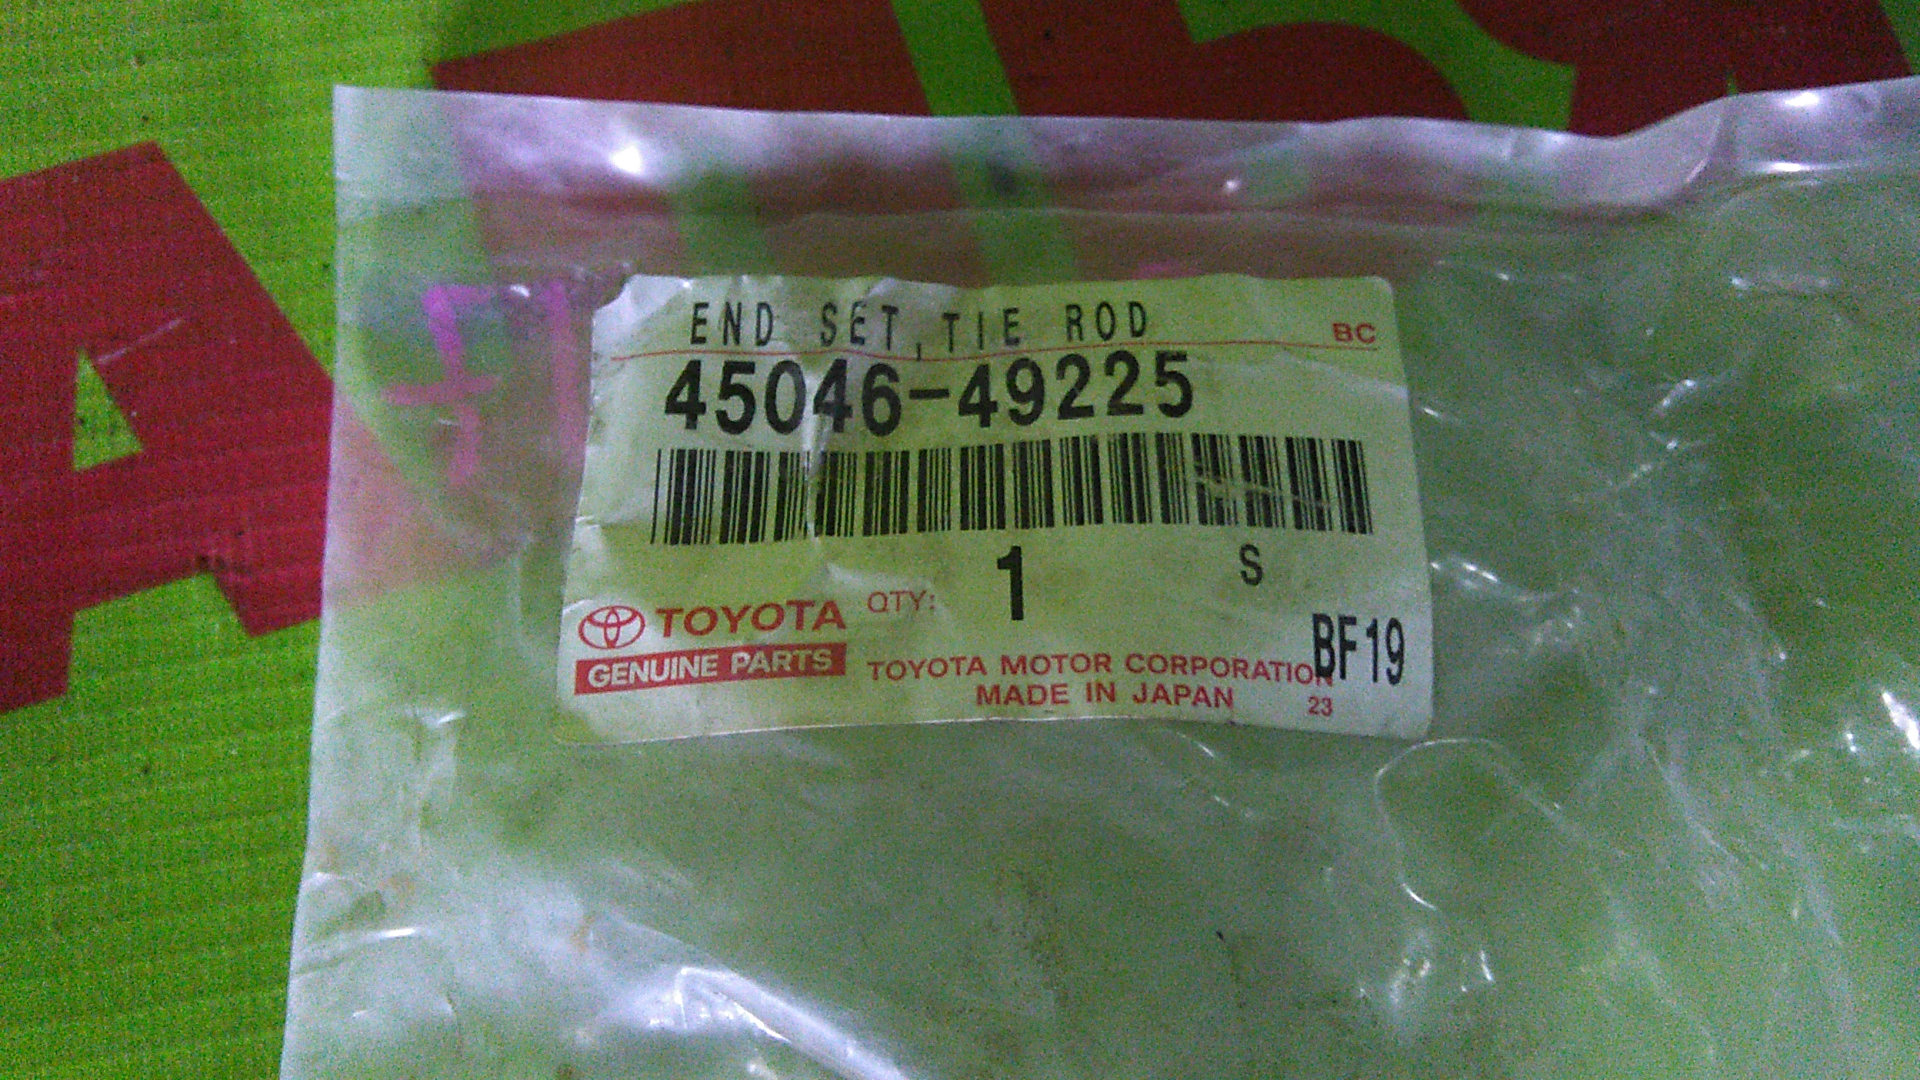 END SET,TIE ROD
BC
45046-49225
1
S
TOYOTA
QTY:
BF19
GENUINE PARTS
TOYOTA MOTOR CORPORATION
MADE IN JAPAN
23